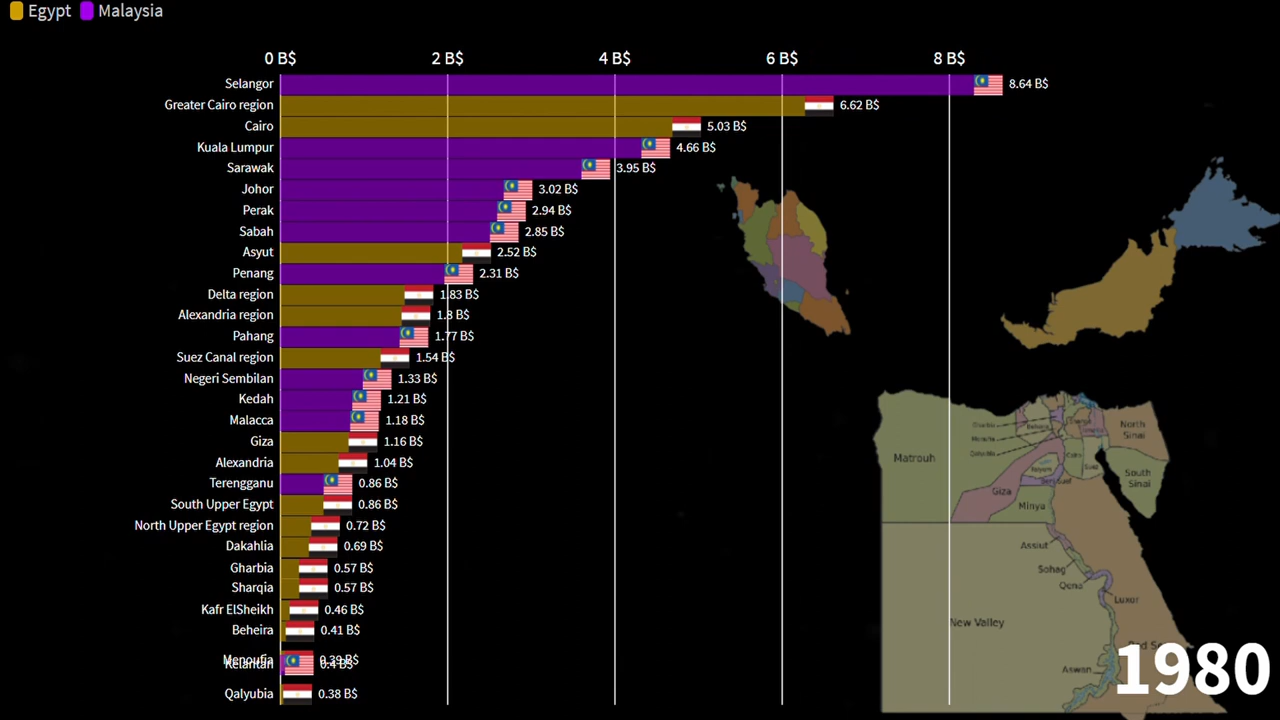 Egypt Malaysia
0 B$ 2 B$ 4 B$ 6 B$ 8 B$
Selangor 8.64 B$
Greater Cairo region 6.62 B$
Cairo 5.03 B$
Kuala Lumpur 4.66 B$
Sarawak 3.95 B$
Johor 3.02 B$
Perak 2.94 B$
Sabah 2.85 B$
Asyut 2.52 B$
Penang 2.31 B$
Delta region 1.83 B$
Alexandria region 1.8 B$
Pahang 1.77 B$
Suez Canal region 1.54 B$
Negeri Sembilan 1.33 B$
Kedah 1.21 B$
Malacca 1.18 B$
Giza 1.16 B$
Alexandria 1.04 B$
Terengganu 0.86 B$
South Upper Egypt 0.86 B$
North Upper Egypt region 0.72 B$
Dakahlia 0.69 B$
Gharbia 0.57 B$
Sharqia 0.57 B$
Kafr ElSheikh 0.46 B$
Beheira 0.41 B$
Menoufia 0.39 B$
Kelantan
Qalyubia 0.38 B$
Matrouh
North
Sinai
South
Sinai
Cairo
Suez
Giza
Minya
Assiut
Sohag
Qena
Luxor
New Valley
Aswan
1980